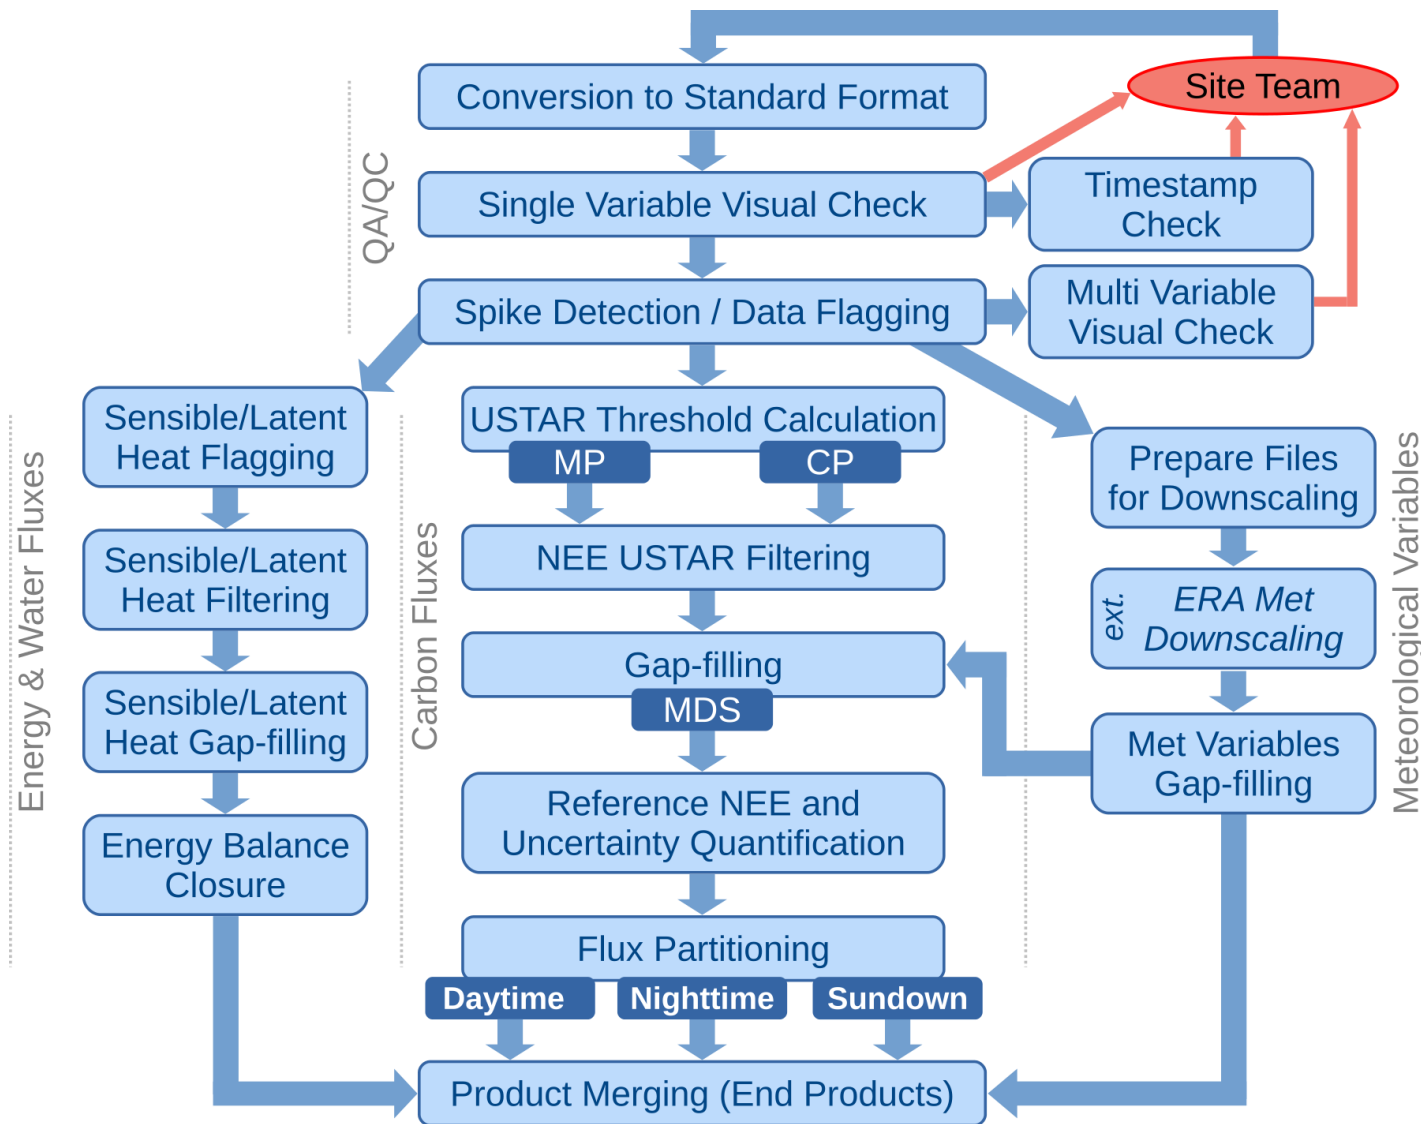 Site Team
Conversion to Standard Format
QA/QC
Single Variable Visual Check
Timestamp
Check
Spike Detection / Data Flagging
Multi Variable
Visual Check
Energy & Water Fluxes
Sensible/Latent
Heat Flagging
Sensible/Latent
Heat Filtering
Sensible/Latent
Heat Gap-filling
Energy Balance
Closure
Carbon Fluxes
USTAR Threshold Calculation
MP
CP
NEE USTAR Filtering
Gap-filling
MDS
Reference NEE and
Uncertainty Quantification
Flux Partitioning
Daytime
Nighttime
Sundown
Meteorological Variables
Prepare Files
for Downscaling
ext.
ERA Met
Downscaling
Met Variables
Gap-filling
Product Merging (End Products)